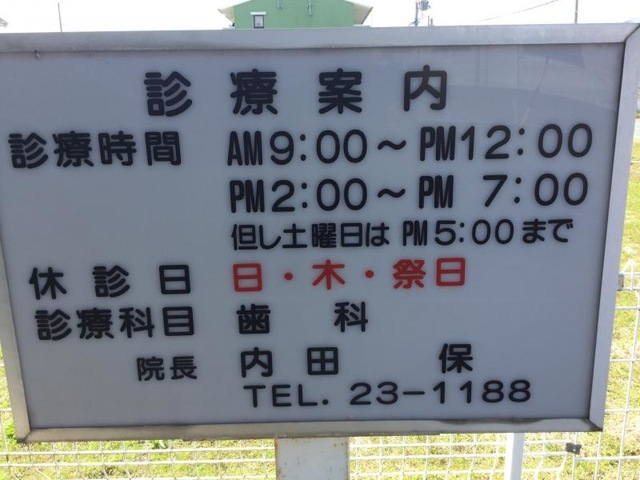 診療案内
診療時間 AM9:00～PM12:00
PM2:00～PM 7:00
但し土曜日は PM5:00まで
休診日 日・木・祭日
診療科目 歯科
院長 内田 保
TEL. 23-1188